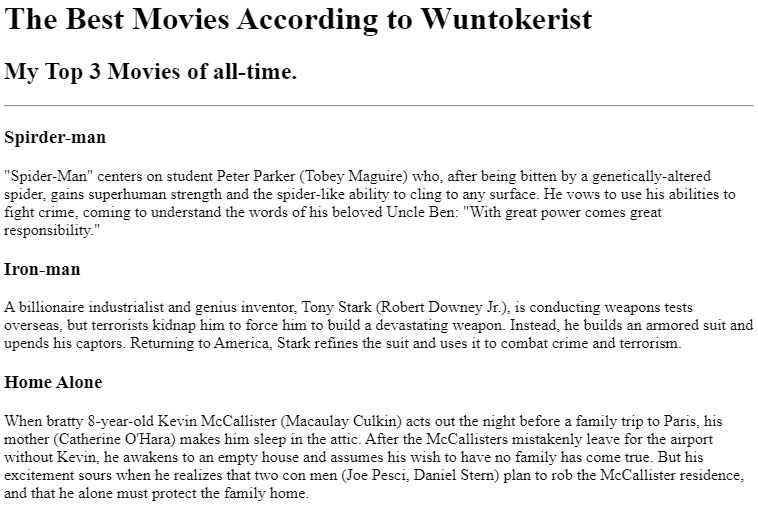 The Best Movies According to Wuntokerist
My Top 3 Movies of all-time.
Spirder-man
"Spider-Man" centers on student Peter Parker (Tobey Maguire) who, after being bitten by a genetically-altered
spider, gains superhuman strength and the spider-like ability to cling to any surface. He vows to use his abilities to
fight crime, coming to understand the words of his beloved Uncle Ben: "With great power comes great
responsibility."
Iron-man
A billionaire industrialist and genius inventor, Tony Stark (Robert Downey Jr.), is conducting weapons tests
overseas, but terrorists kidnap him to force him to build a devastating weapon. Instead, he builds an armored suit and
upends his captors. Returning to America, Stark refines the suit and uses it to combat crime and terrorism.
Home Alone
When bratty 8-year-old Kevin McCallister (Macaulay Culkin) acts out the night before a family trip to Paris, his
mother (Catherine O'Hara) makes him sleep in the attic. After the McCallisters mistakenly leave for the airport
without Kevin, he awakens to an empty house and assumes his wish to have no family has come true. But his
excitement sours when he realizes that two con men (Joe Pesci, Daniel Stern) plan to rob the McCallister residence,
and that he alone must protect the family home.